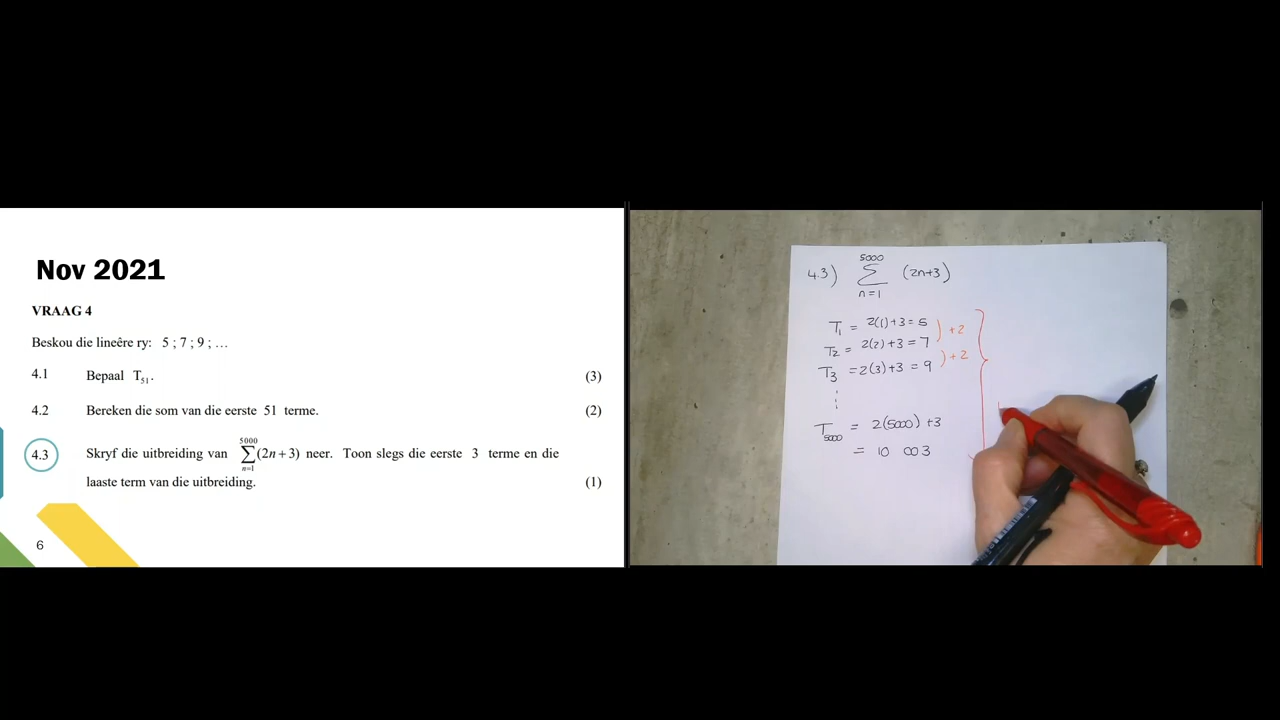 Nov 2021
VRAAG 4
Beskou die lineêre ry: 5 ; 7 ; 9 ; …
4.1 Bepaal T₅₁. (3)
4.2 Bereken die som van die eerste 51 terme. (2)
4.3 Skryf die uitbreiding van 5000 ∑ n=1 (2n + 3) neer. Toon slegs die eerste 3 terme en die
laaste term van die uitbreiding. (1)
6
4.3) 5000 ∑ n=1 (2n+3)
T₁ = 2(1)+3 = 5 ) +2
T₂ = 2(2)+3 = 7 ) +2
T₃ = 2(3)+3 = 9
T₅₀₀₀ = 2(5000) +3
= 10 003